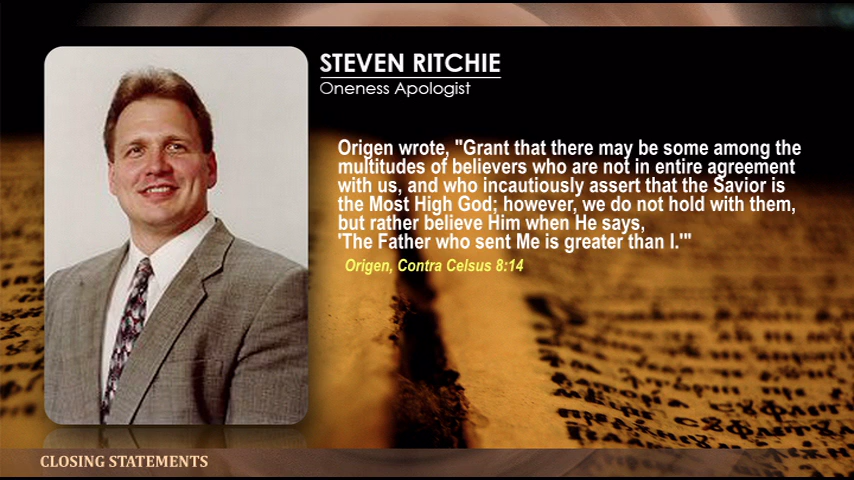 STEVEN RITCHIE
Oneness Apologist
Origen wrote, "Grant that there may be some among the
multitudes of believers who are not in entire agreement
with us, and who incautiously assert that the Savior is
the Most High God; however, we do not hold with them,
but rather believe Him when He says,
'The Father who sent Me is greater than I.'"
Origen, Contra Celsus 8:14
CLOSING STATEMENTS